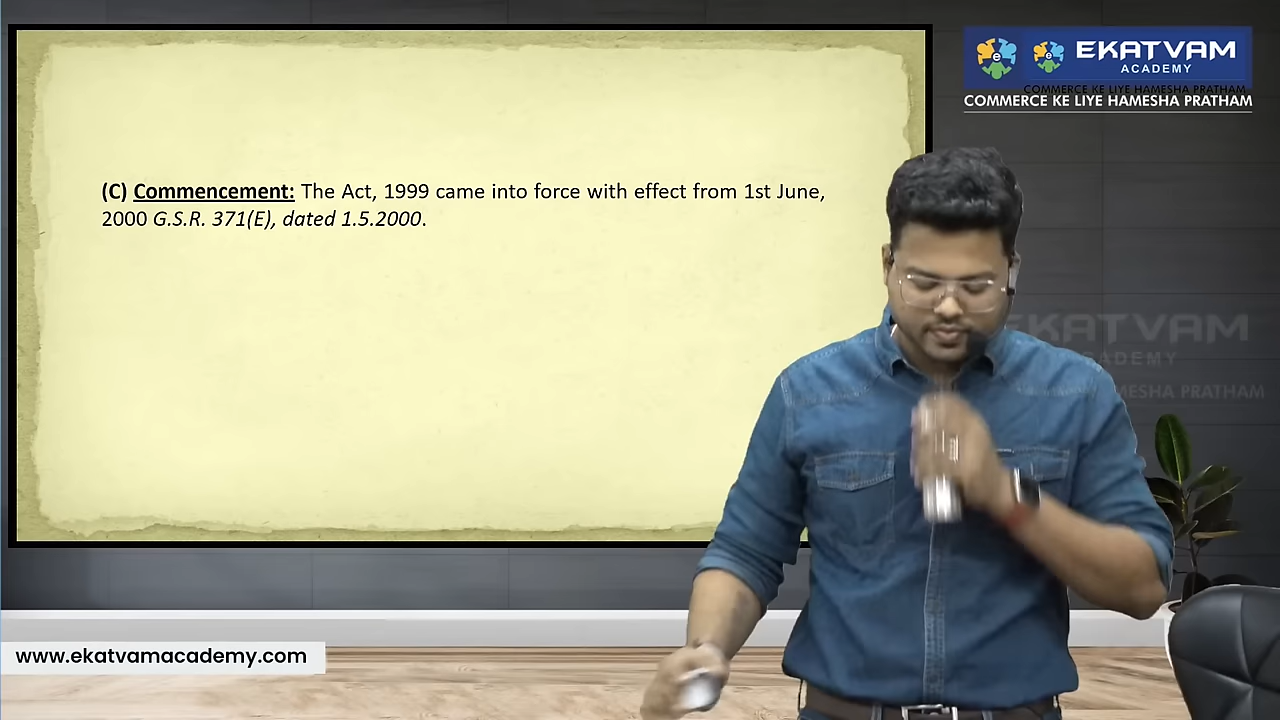 EKATVAM
ACADEMY
COMMERCE KE LIYE HAMESHA PRATHAM
COMMERCE KE LIYE HAMESHA PRATHAM
(C) Commencement: The Act, 1999 came into force with effect from 1st June,
2000 G.S.R. 371(E), dated 1.5.2000.
EKATVAM
ACADEMY
HAMESHA PRATHAM
www.ekatvamacademy.com